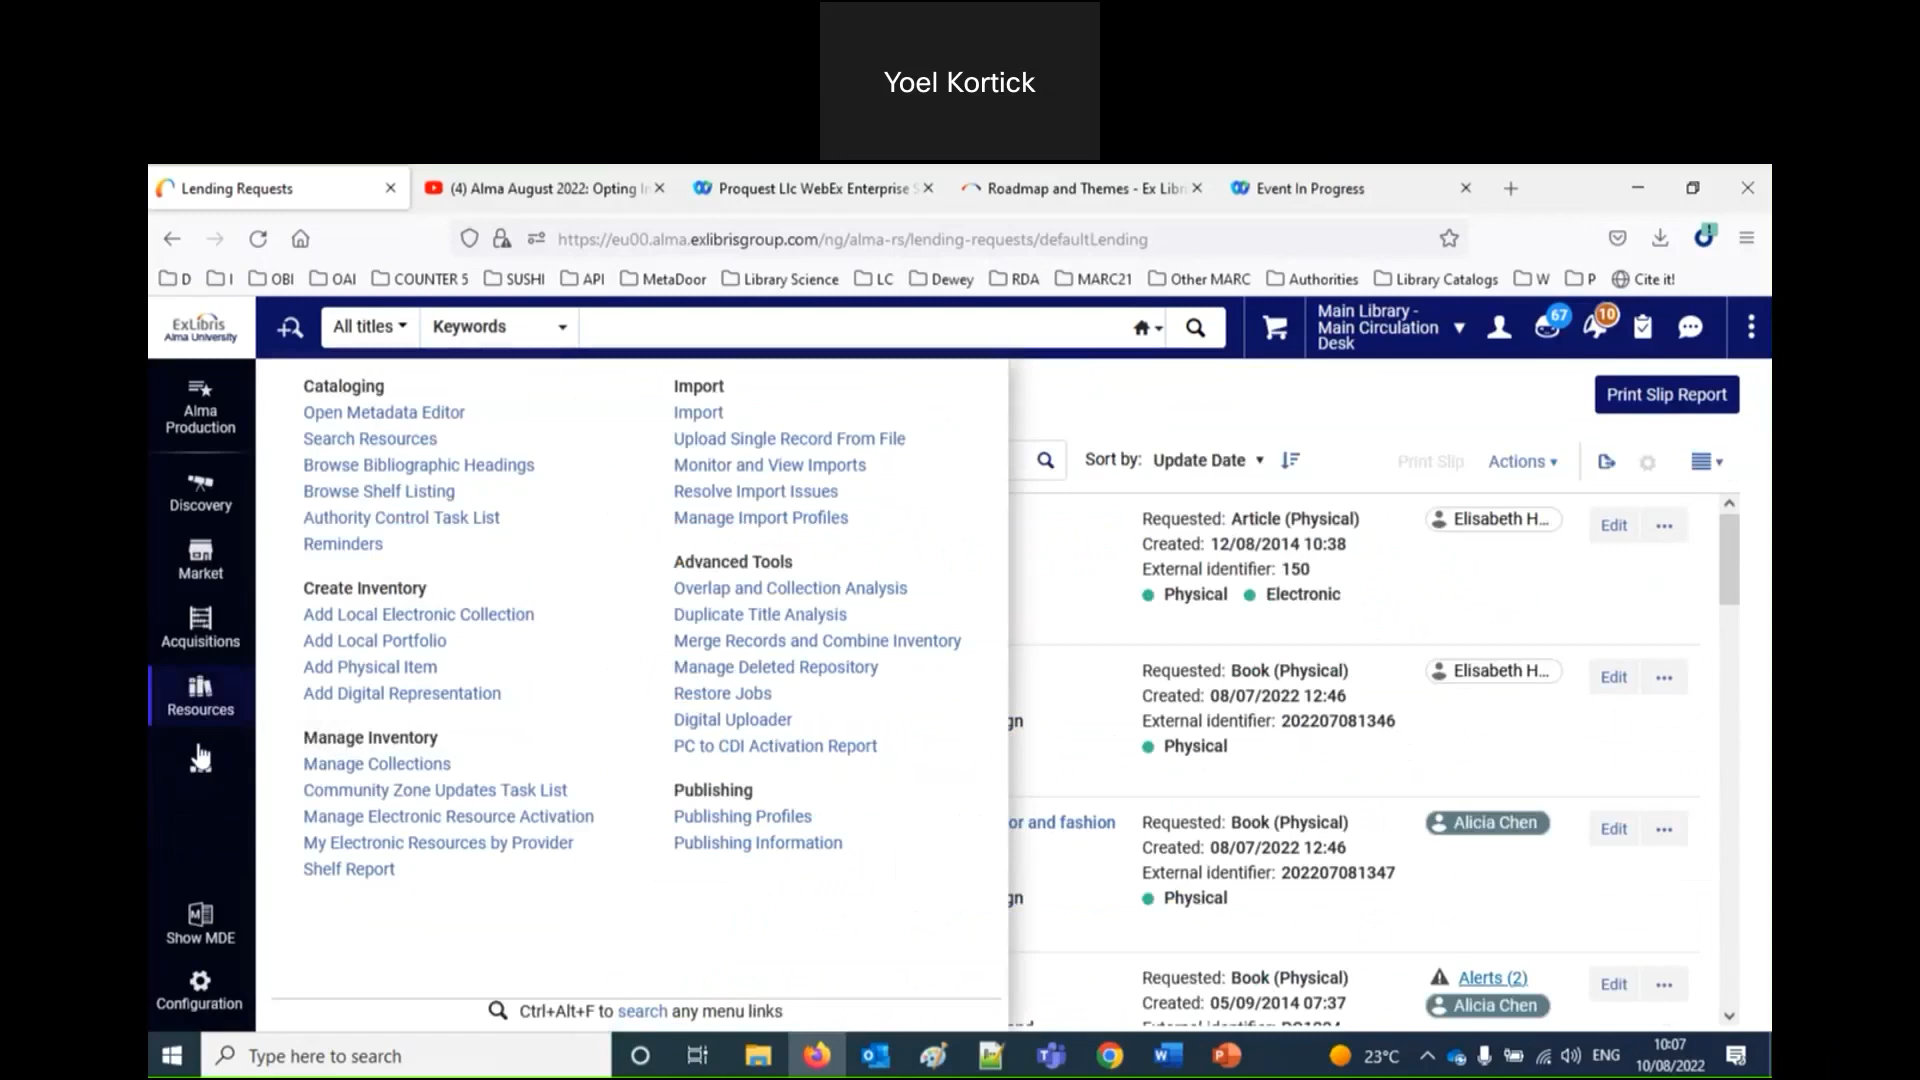 Yoel Kortick
Lending Requests
(4) Alma August 2022: Opting
Proquest Llc WebEx Enterprise
Roadmap and Themes - Ex Libr
Event In Progress
https://eu00.alma.exlibrisgroup.com/ng/alma-rs/lending-requests/defaultLending
D I OBI OAI COUNTER 5 SUSHI API MetaDoor Library Science LC Dewey RDA MARC21 Other MARC Authorities Library Catalogs W P Cite it!
ExLibris
Alma University
All titles
Keywords
Main Library -
Main Circulation
Desk
67
10
Alma
Production
Discovery
Market
Acquisitions
Resources
Show MDE
Configuration
Cataloging
Open Metadata Editor
Search Resources
Browse Bibliographic Headings
Browse Shelf Listing
Authority Control Task List
Reminders
Create Inventory
Add Local Electronic Collection
Add Local Portfolio
Add Physical Item
Add Digital Representation
Manage Inventory
Manage Collections
Community Zone Updates Task List
Manage Electronic Resource Activation
My Electronic Resources by Provider
Shelf Report
Import
Import
Upload Single Record From File
Monitor and View Imports
Resolve Import Issues
Manage Import Profiles
Advanced Tools
Overlap and Collection Analysis
Duplicate Title Analysis
Merge Records and Combine Inventory
Manage Deleted Repository
Restore Jobs
Digital Uploader
PC to CDI Activation Report
Publishing
Publishing Profiles
Publishing Information
Ctrl+Alt+F to search any menu links
Print Slip Report
Sort by: Update Date
Print Slip
Actions
Requested: Article (Physical)
Created: 12/08/2014 10:38
External identifier: 150
Physical Electronic
Elisabeth H...
Edit
Requested: Book (Physical)
Created: 08/07/2022 12:46
gn
External identifier: 202207081346
Physical
Elisabeth H...
Edit
or and fashion
Requested: Book (Physical)
Created: 08/07/2022 12:46
External identifier: 202207081347
gn
Physical
Alicia Chen
Edit
Requested: Book (Physical)
Created: 05/09/2014 07:37
Alerts (2)
Alicia Chen
Edit
Type here to search
23°C
ENG
10:07
10/08/2022